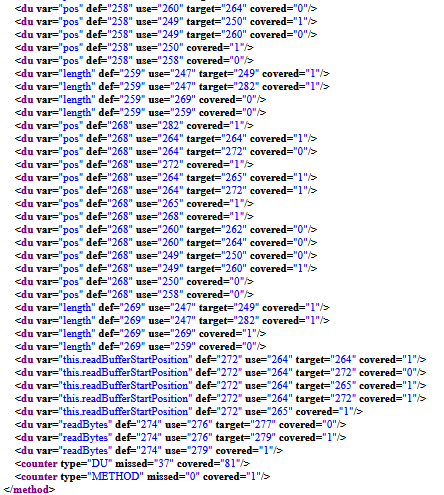 <du var="pos" def="258" use="260" target="264" covered="0"/>
<du var="pos" def="258" use="249" target="250" covered="1"/>
<du var="pos" def="258" use="249" target="260" covered="0"/>
<du var="pos" def="258" use="250" covered="1"/>
<du var="pos" def="258" use="258" covered="0"/>
<du var="length" def="259" use="247" target="249" covered="1"/>
<du var="length" def="259" use="247" target="282" covered="1"/>
<du var="length" def="259" use="269" covered="0"/>
<du var="length" def="259" use="259" covered="0"/>
<du var="pos" def="268" use="282" covered="1"/>
<du var="pos" def="268" use="264" target="264" covered="1"/>
<du var="pos" def="268" use="264" target="272" covered="0"/>
<du var="pos" def="268" use="272" covered="1"/>
<du var="pos" def="268" use="264" target="265" covered="1"/>
<du var="pos" def="268" use="264" target="272" covered="1"/>
<du var="pos" def="268" use="265" covered="1"/>
<du var="pos" def="268" use="268" covered="1"/>
<du var="pos" def="268" use="260" target="262" covered="0"/>
<du var="pos" def="268" use="260" target="264" covered="0"/>
<du var="pos" def="268" use="249" target="250" covered="0"/>
<du var="pos" def="268" use="249" target="260" covered="1"/>
<du var="pos" def="268" use="250" covered="0"/>
<du var="pos" def="268" use="258" covered="0"/>
<du var="length" def="269" use="247" target="249" covered="1"/>
<du var="length" def="269" use="247" target="282" covered="1"/>
<du var="length" def="269" use="269" covered="1"/>
<du var="length" def="269" use="259" covered="0"/>
<du var="this.readBufferStartPosition" def="272" use="264" target="264" covered="1"/>
<du var="this.readBufferStartPosition" def="272" use="264" target="272" covered="0"/>
<du var="this.readBufferStartPosition" def="272" use="264" target="265" covered="1"/>
<du var="this.readBufferStartPosition" def="272" use="264" target="272" covered="1"/>
<du var="this.readBufferStartPosition" def="272" use="265" covered="1"/>
<du var="readBytes" def="274" use="276" target="277" covered="0"/>
<du var="readBytes" def="274" use="276" target="279" covered="1"/>
<du var="readBytes" def="274" use="279" covered="1"/>
<counter type="DU" missed="37" covered="81"/>
<counter type="METHOD" missed="0" covered="1"/>
</method>